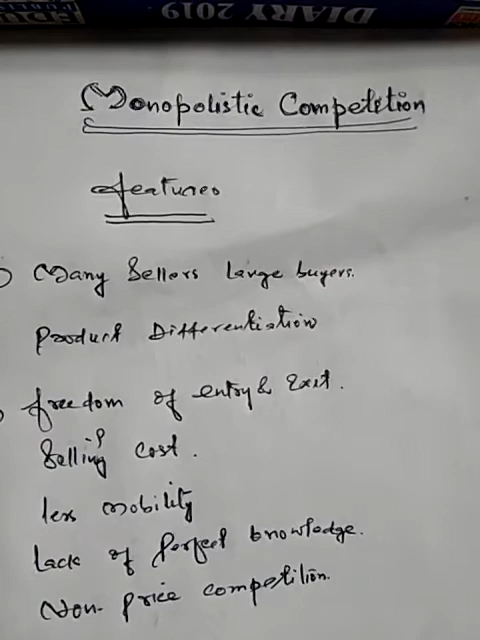 DIARY 2019
Monopolistic Competition
features
Many Sellers Large buyers.
Product Differentiation
freedom of entry & Exit.
Selling Cost.
less mobility
Lack of Perfect knowledge.
Non- Price competition.